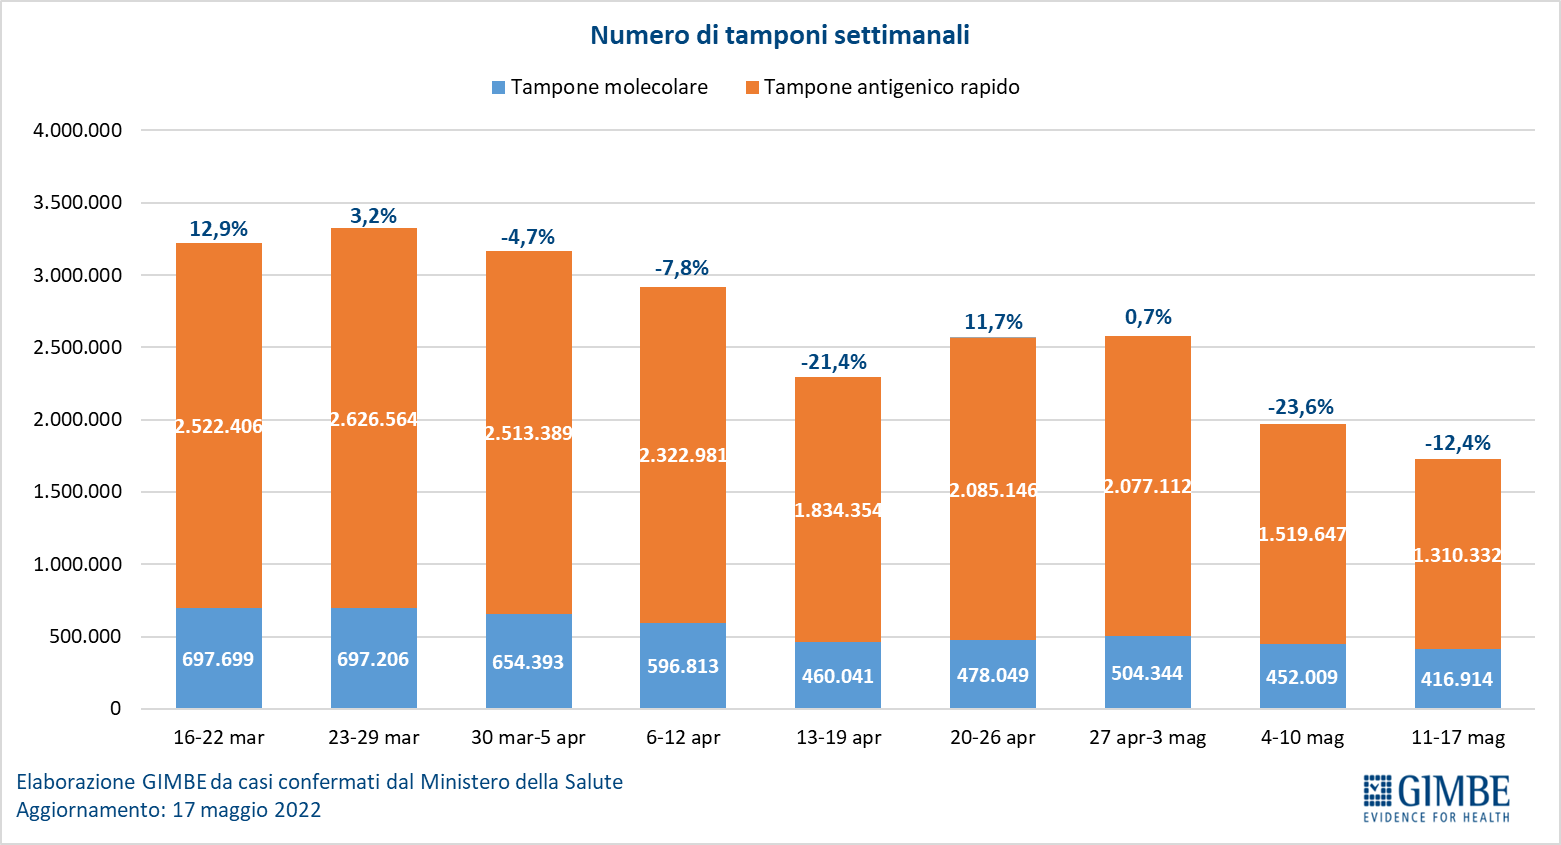 Numero di tamponi settimanali
Tampone molecolare Tampone antigenico rapido
4.000.000
3.500.000
3.000.000
2.500.000
2.000.000
1.500.000
1.000.000
500.000
0
12,9% 3,2% -4,7% -7,8% -21,4% 11,7% 0,7% -23,6% -12,4%
2.522.406 2.626.564 2.513.389 2.322.981 1.834.354 2.085.146 2.077.112 1.519.647 1.310.332
697.699 697.206 654.393 596.813 460.041 478.049 504.344 452.009 416.914
16-22 mar 23-29 mar 30 mar-5 apr 6-12 apr 13-19 apr 20-26 apr 27 apr-3 mag 4-10 mag 11-17 mag
Elaborazione GIMBE da casi confermati dal Ministero della Salute
Aggiornamento: 17 maggio 2022
GIMBE
EVIDENCE FOR HEALTH